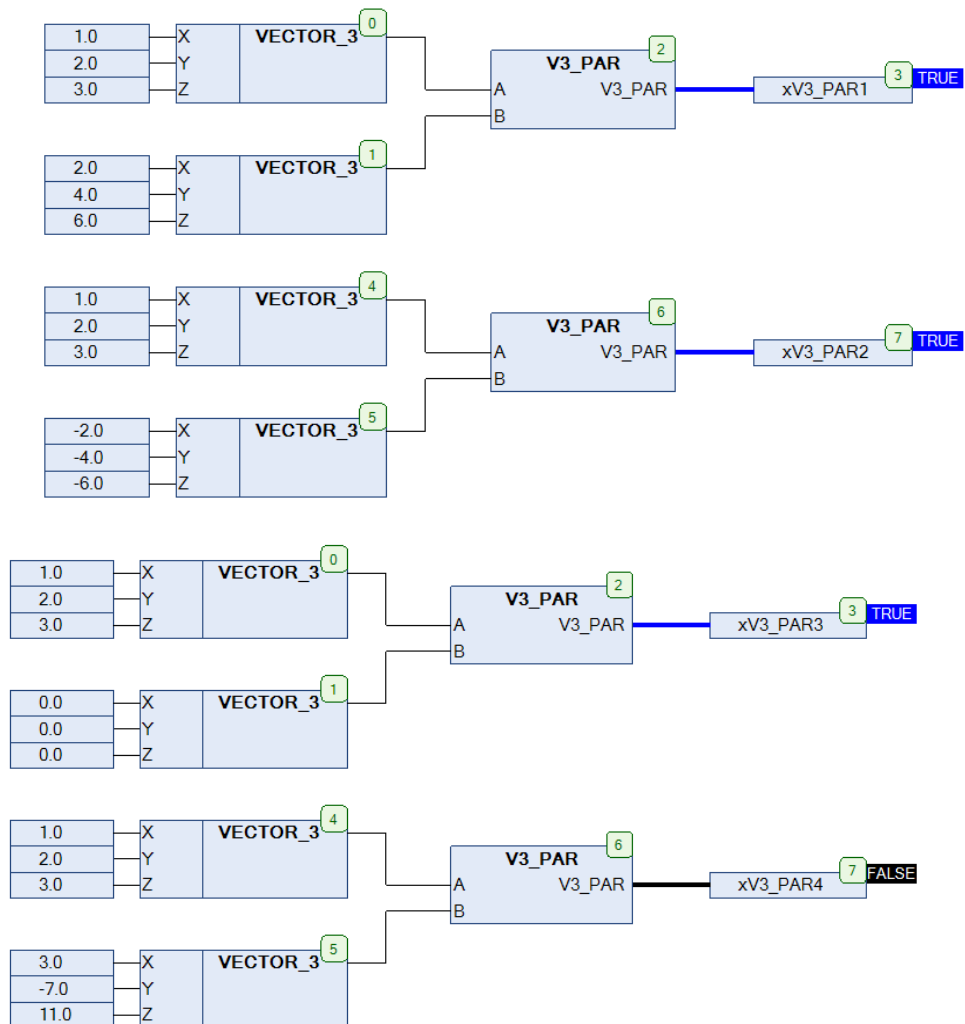 0
1.0 X VECTOR_3
2.0 Y
3.0 Z
2
V3_PAR
A V3_PAR
B
3 TRUE
xV3_PAR1
1
2.0 X VECTOR_3
4.0 Y
6.0 Z
4
1.0 X VECTOR_3
2.0 Y
3.0 Z
6
V3_PAR
A V3_PAR
B
7 TRUE
xV3_PAR2
5
-2.0 X VECTOR_3
-4.0 Y
-6.0 Z
0
1.0 X VECTOR_3
2.0 Y
3.0 Z
2
V3_PAR
A V3_PAR
B
3 TRUE
xV3_PAR3
1
0.0 X VECTOR_3
0.0 Y
0.0 Z
4
1.0 X VECTOR_3
2.0 Y
3.0 Z
6
V3_PAR
A V3_PAR
B
7 FALSE
xV3_PAR4
5
3.0 X VECTOR_3
-7.0 Y
11.0 Z